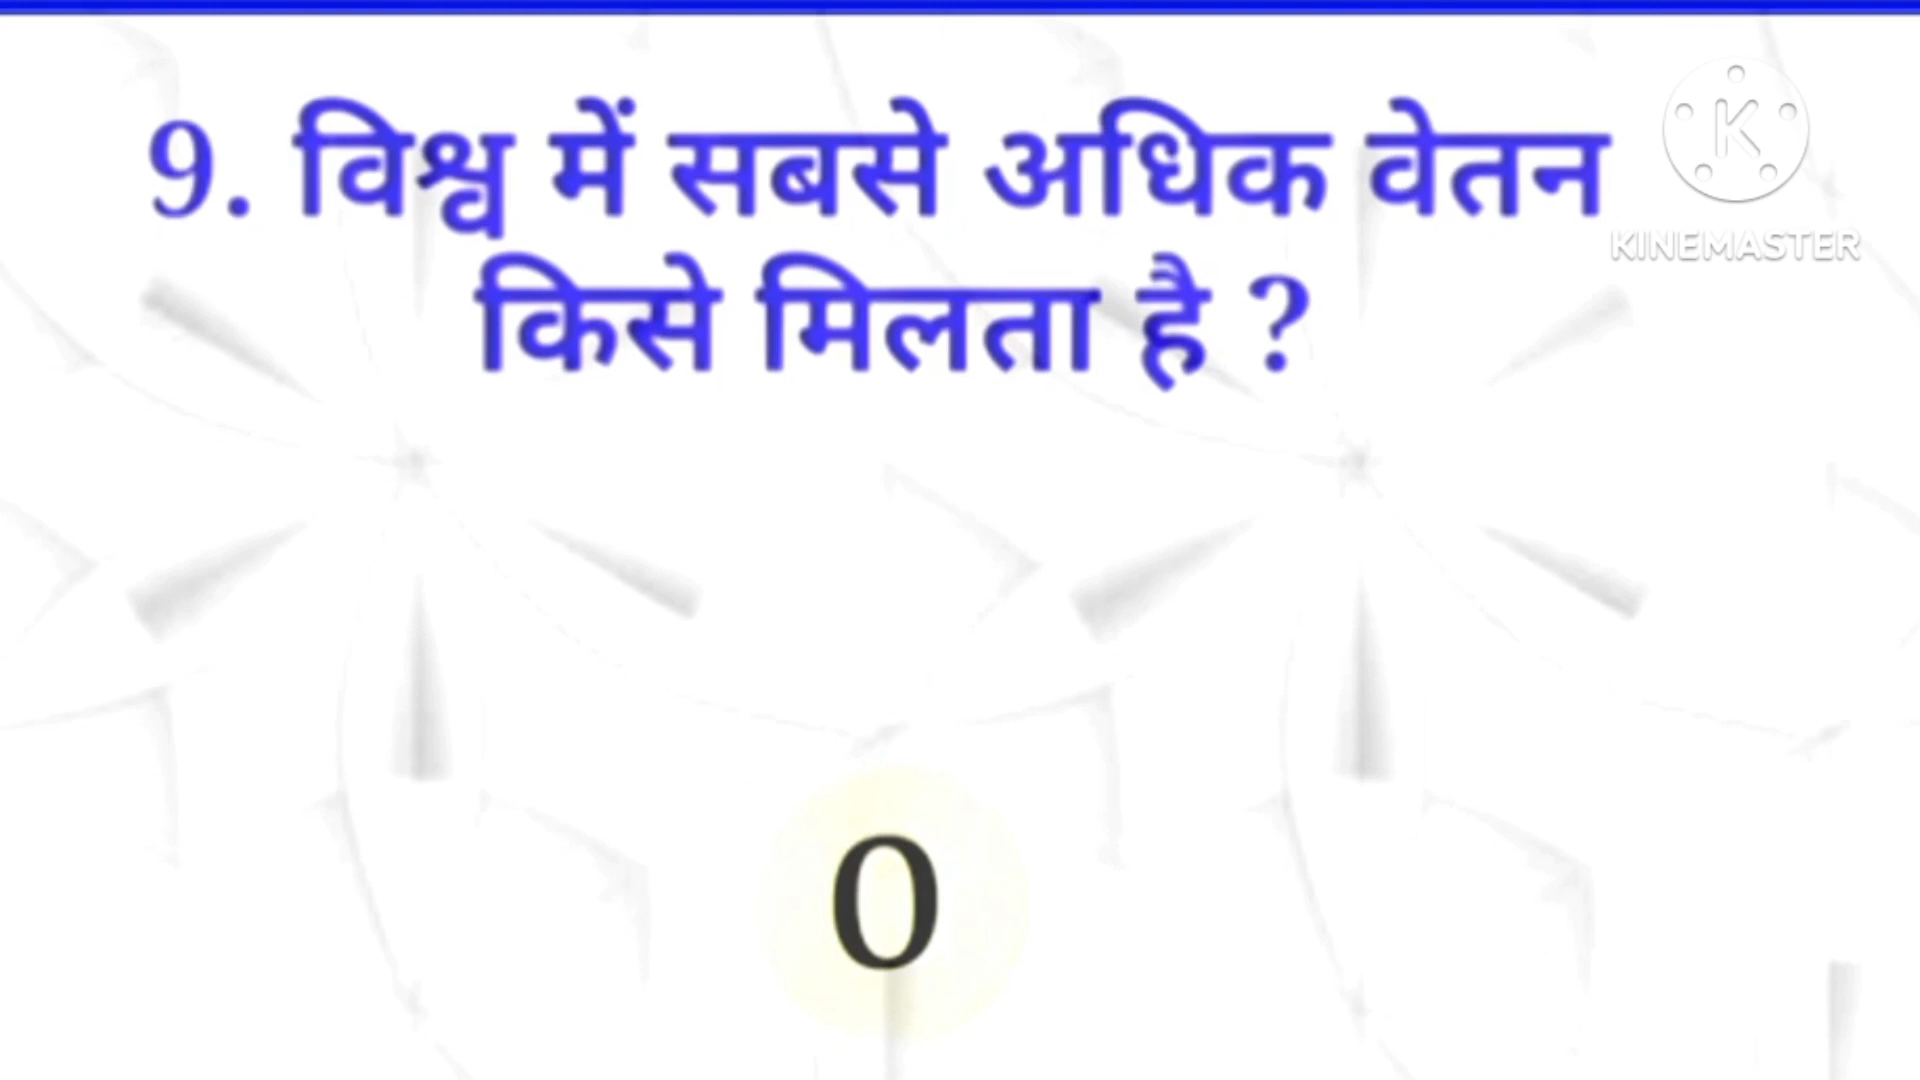 9. विश्व में सबसे अधिक वेतन
किसे मिलता है ?
K
KINEMASTER
0